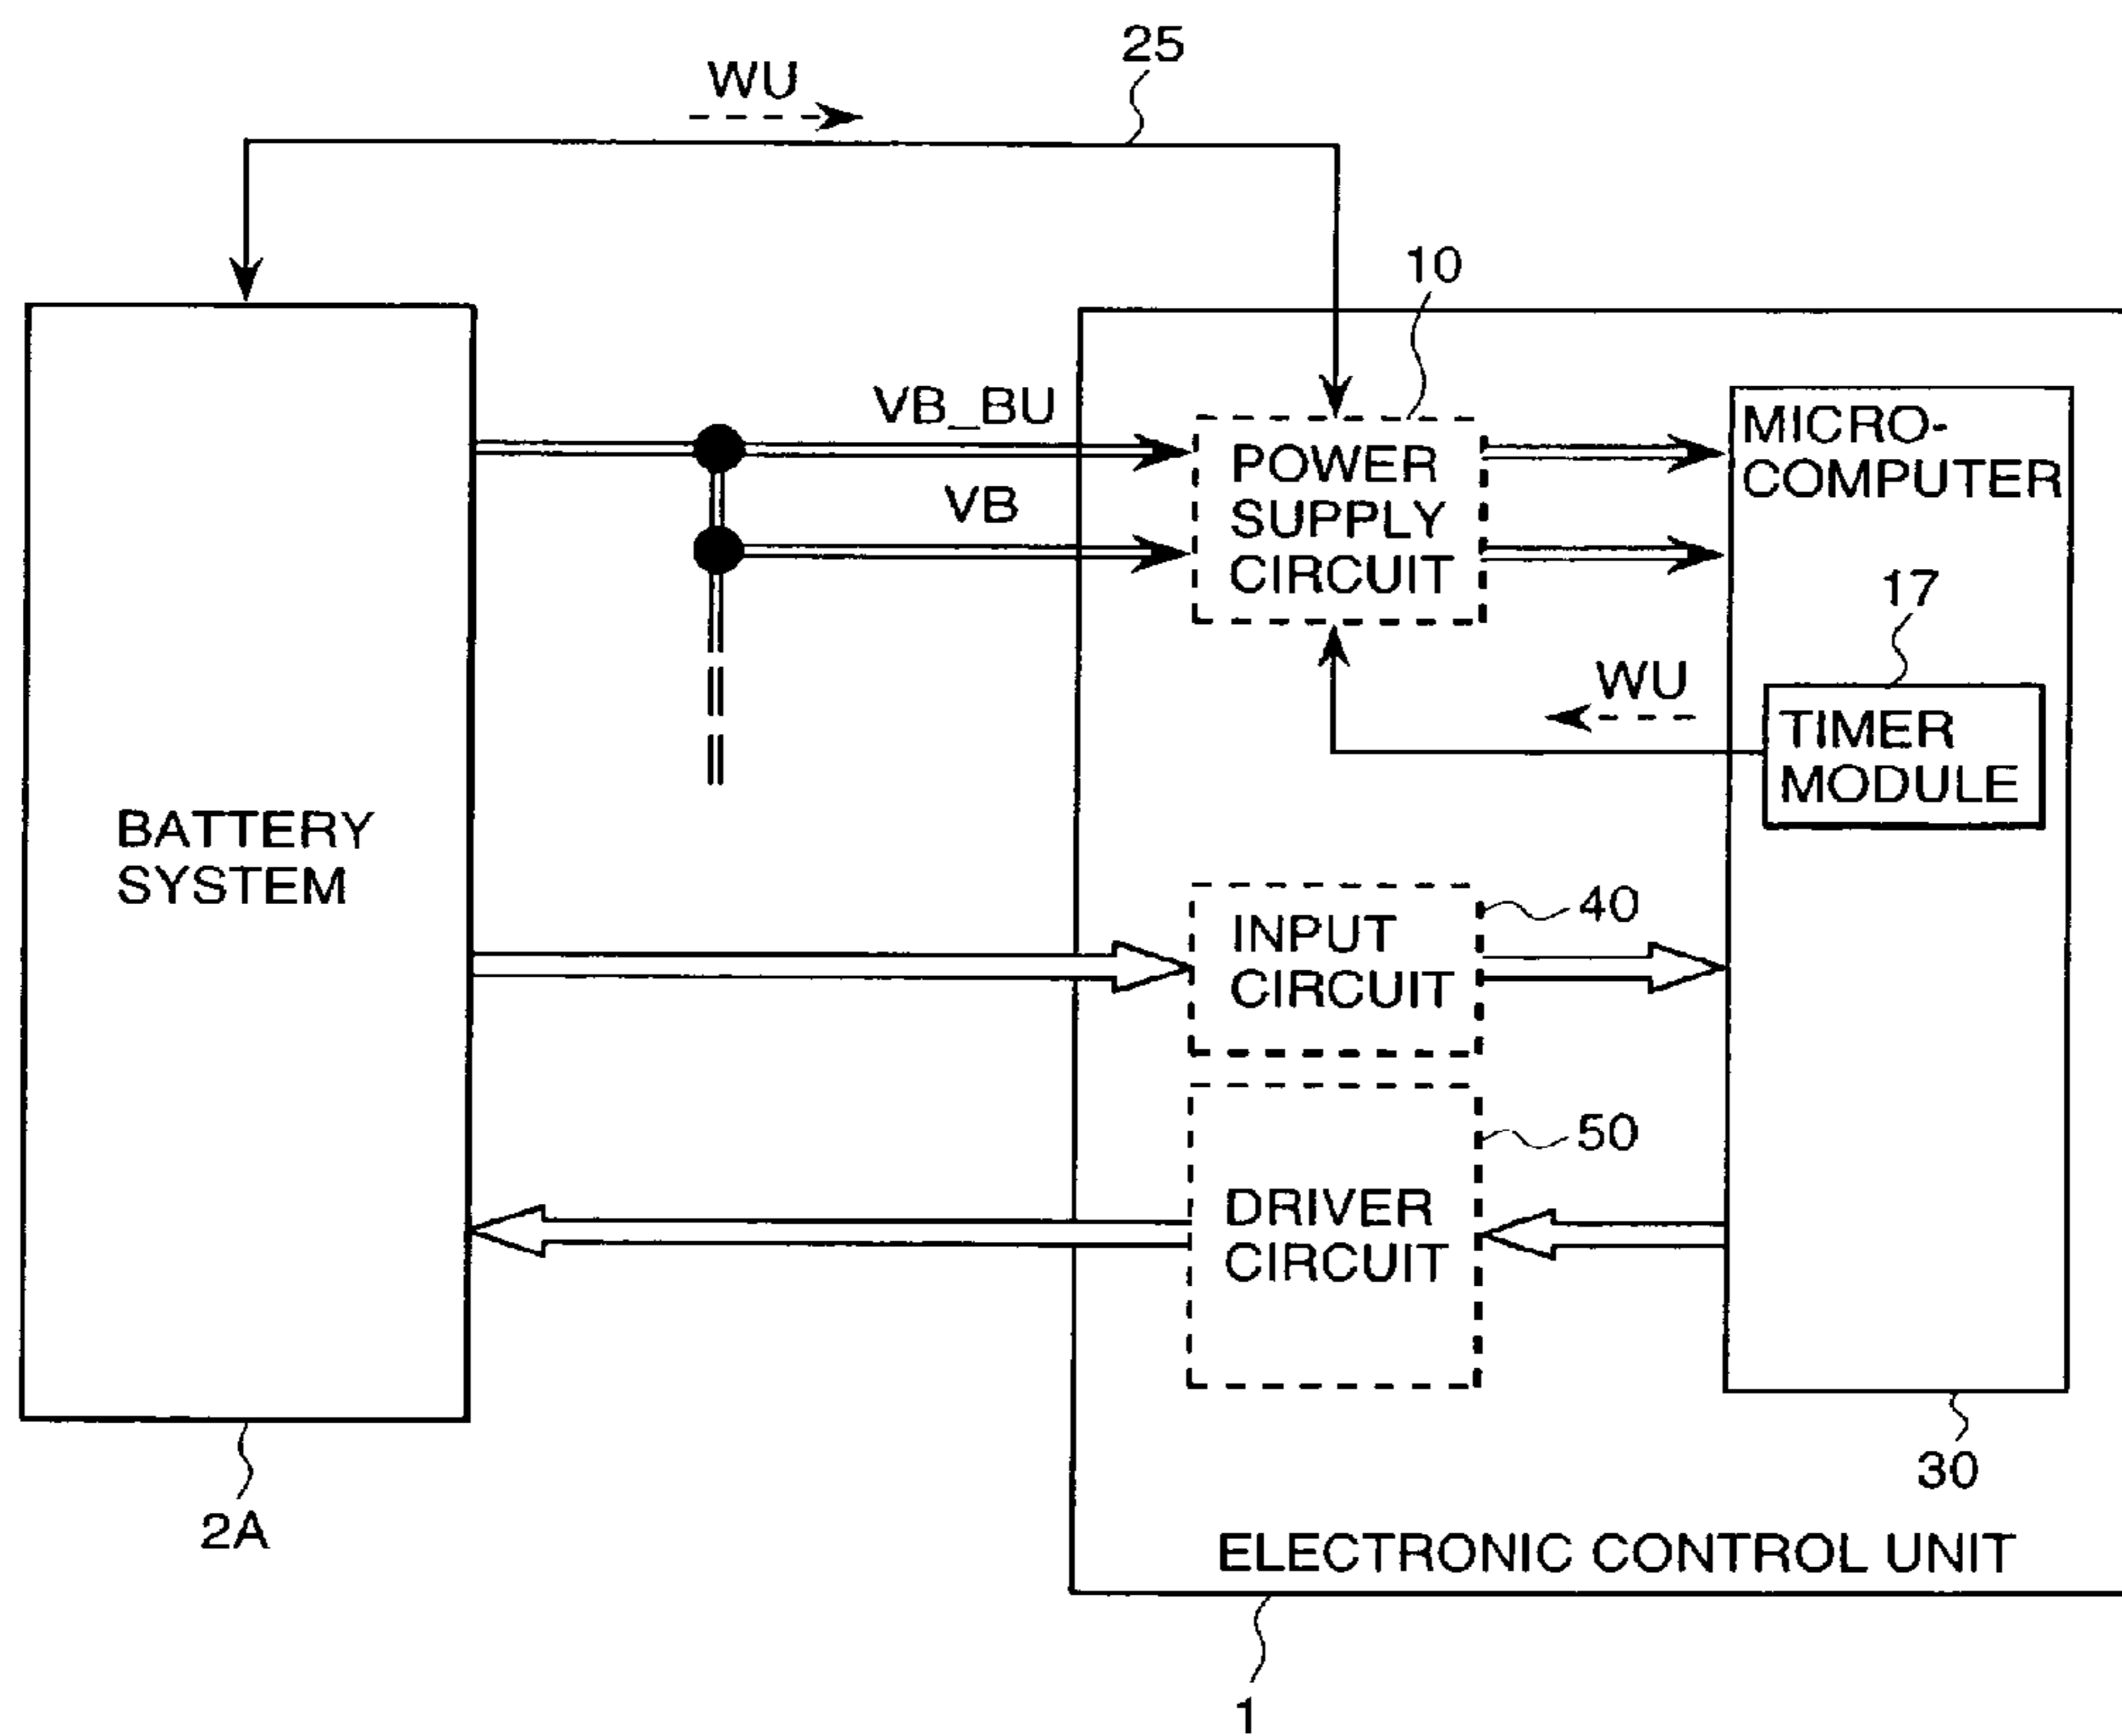 25
WU
10
VB_BU
MICRO-
COMPUTER
POWER
SUPPLY
CIRCUIT
VB
17
WU
TIMER
MODULE
BATTERY
SYSTEM
40
INPUT
CIRCUIT
50
DRIVER
CIRCUIT
30
2A
ELECTRONIC CONTROL UNIT
1